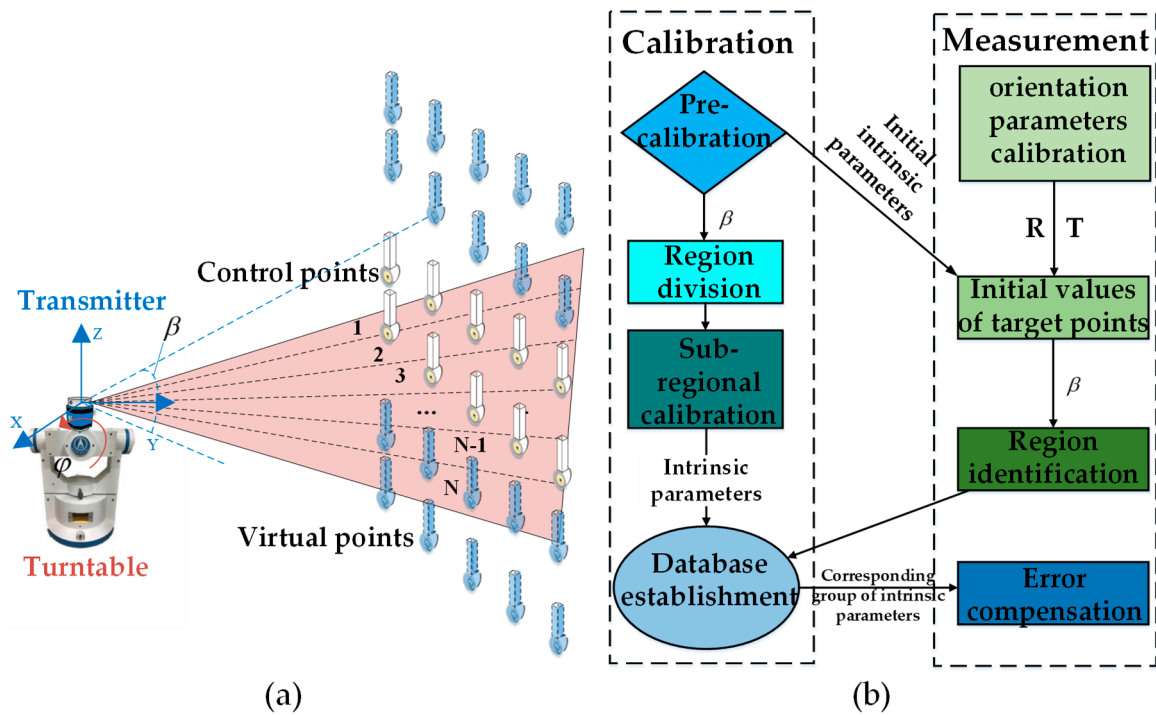 Control points
Transmitter
Z
β
X
Y
φ
1
2
3
...
N-1
N
Virtual points
Turntable
(a)
Calibration
Pre-
calibration
β
Region
division
Sub-
regional
calibration
Intrinsic
parameters
Database
establishment
Initial
intrinsic
parameters
Corresponding
group of intrinsic
parameters
Measurement
orientation
parameters
calibration
R T
Initial values
of target points
β
Region
identification
Error
compensation
(b)